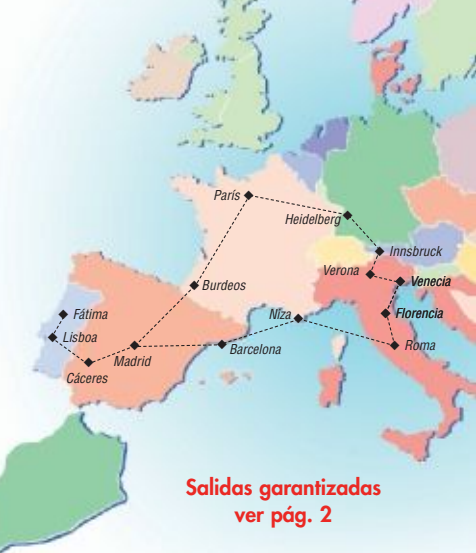 París
Heidelberg
Innsbruck
Verona
Venecia
Burdeos
Niza
Florencia
Fátima
Lisboa
Madrid
Barcelona
Roma
Cáceres
Salidas garantizadas
ver pág. 2